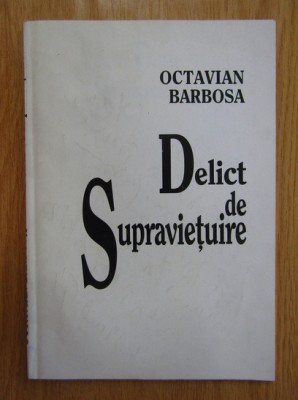 OCTAVIAN
BARBOSA
Delict
de
Supraviețuire